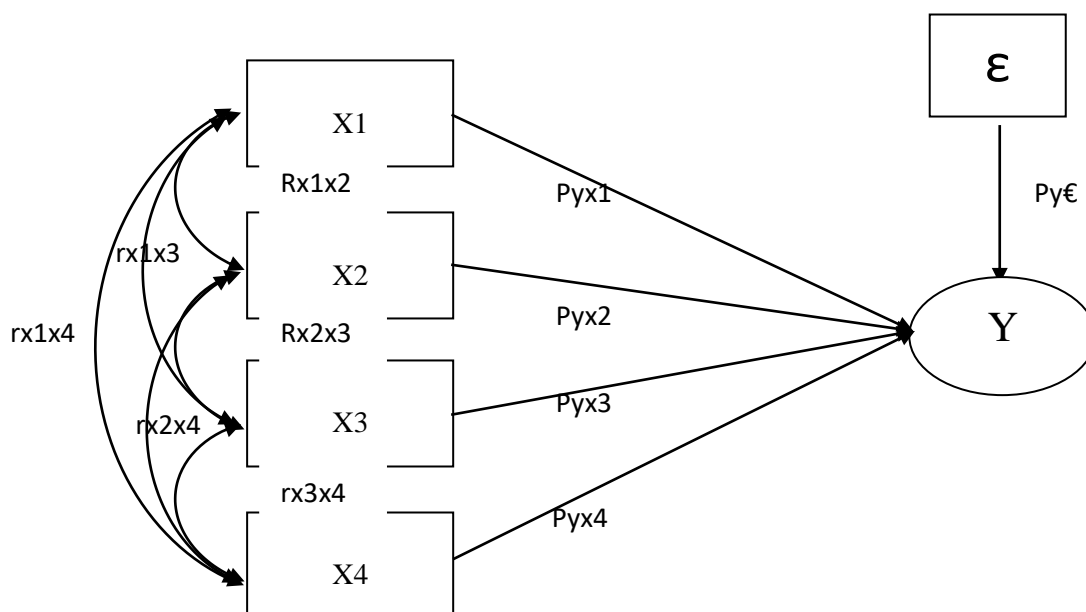 ε
X1
Py€
Rx1x2
Pyx1
rx1x3
X2
Pyx2
Y
rx1x4
Rx2x3
X3
Pyx3
rx2x4
rx3x4
Pyx4
X4